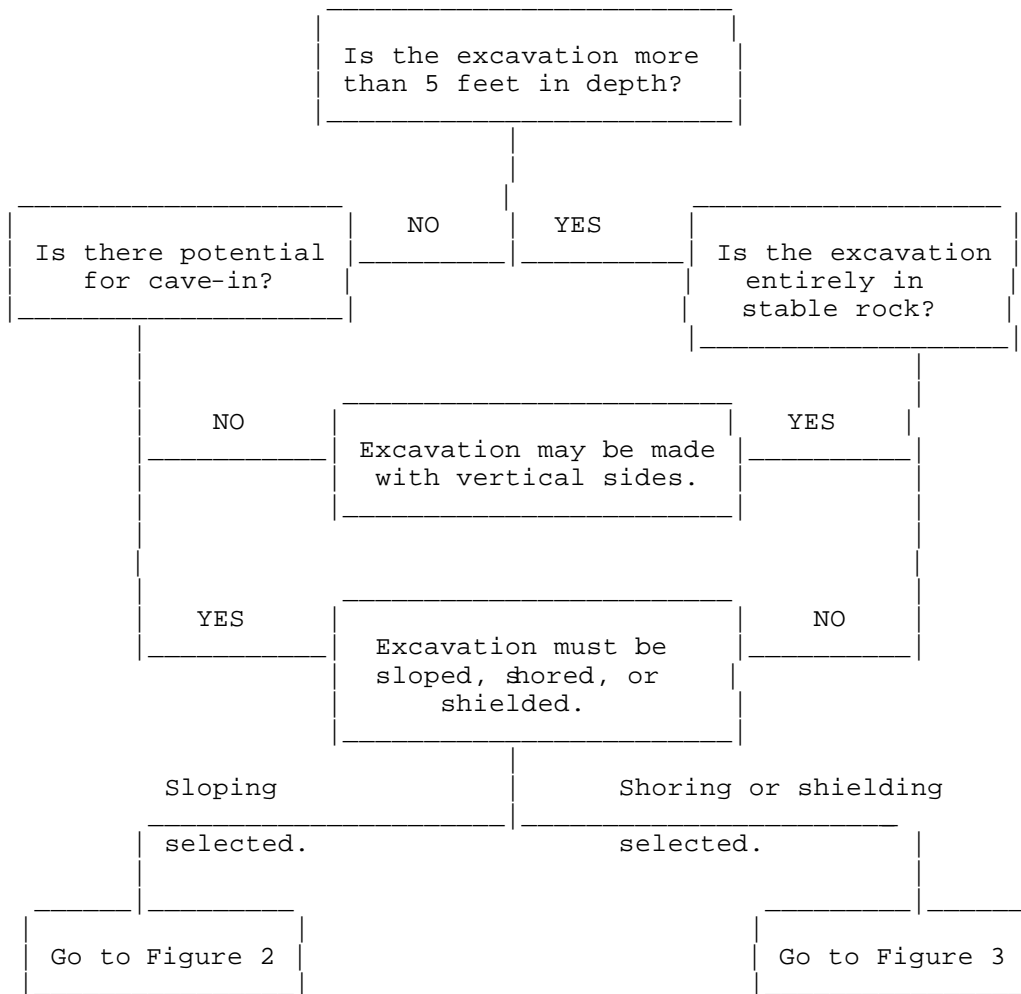 Is the excavation more
than 5 feet in depth?
NO
YES
Is there potential
for cave-in?
Is the excavation
entirely in
stable rock?
NO
YES
Excavation may be made
with vertical sides.
YES
NO
Excavation must be
sloped, shored, or
shielded.
Sloping
selected.
Shoring or shielding
selected.
Go to Figure 2
Go to Figure 3